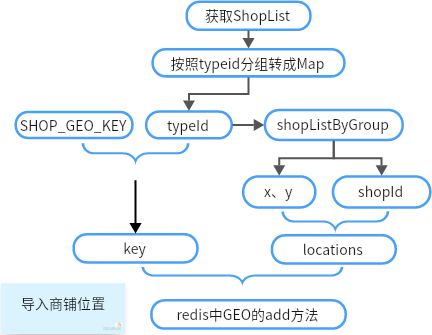 获取ShopList
按照typeid分组转成Map
SHOP_GEO_KEY
typeId
shopListByGroup
x、y
shopId
key
locations
导入商铺位置
redis中GEO的add方法